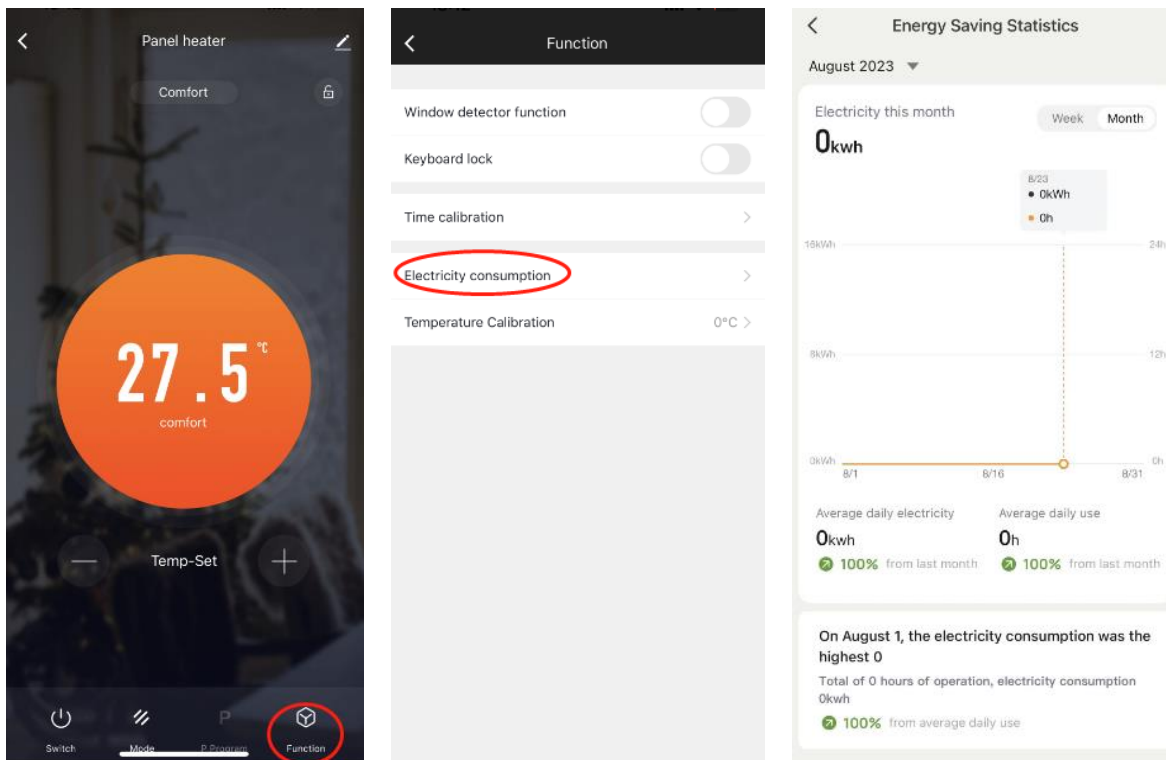 Panel heater
Comfort
27.5 °C
comfort
Temp-Set
Switch
Mode
P
P Program
Function
Function
Window detector function
Keyboard lock
Time calibration
Electricity consumption
Temperature Calibration 0°C
Energy Saving Statistics
August 2023
Electricity this month
0kwh
Week Month
8/23
0kWh
0h
16kWh 24h
8kWh 12h
0kWh 0h
8/1 8/16 8/31
Average daily electricity Average daily use
0kwh 0h
100% from last month 100% from last month
On August 1, the electricity consumption was the
highest 0
Total of 0 hours of operation, electricity consumption
0kwh
100% from average daily use